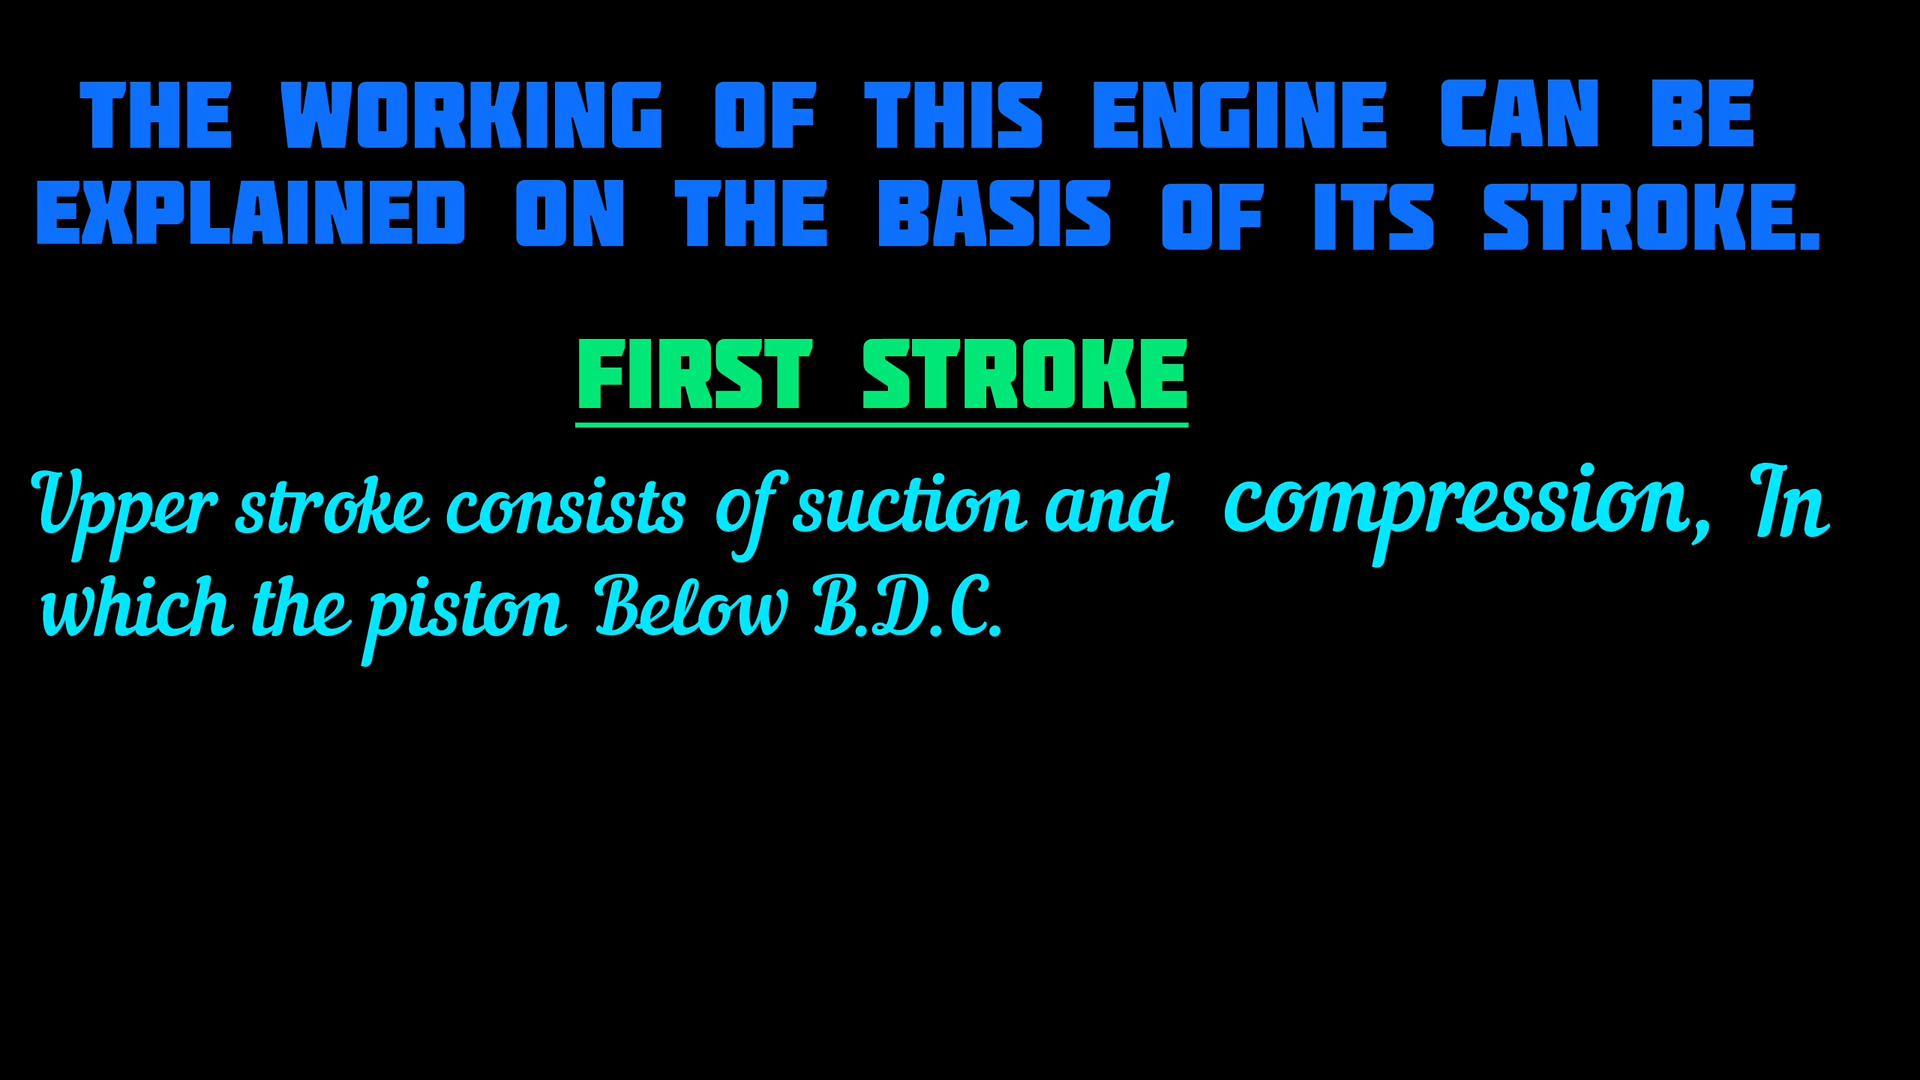 THE WORKING OF THIS ENGINE CAN BE
EXPLAINED ON THE BASIS OF ITS STROKE.
FIRST STROKE
Upper stroke consists of suction and compression, In
which the piston Below B.D.C.